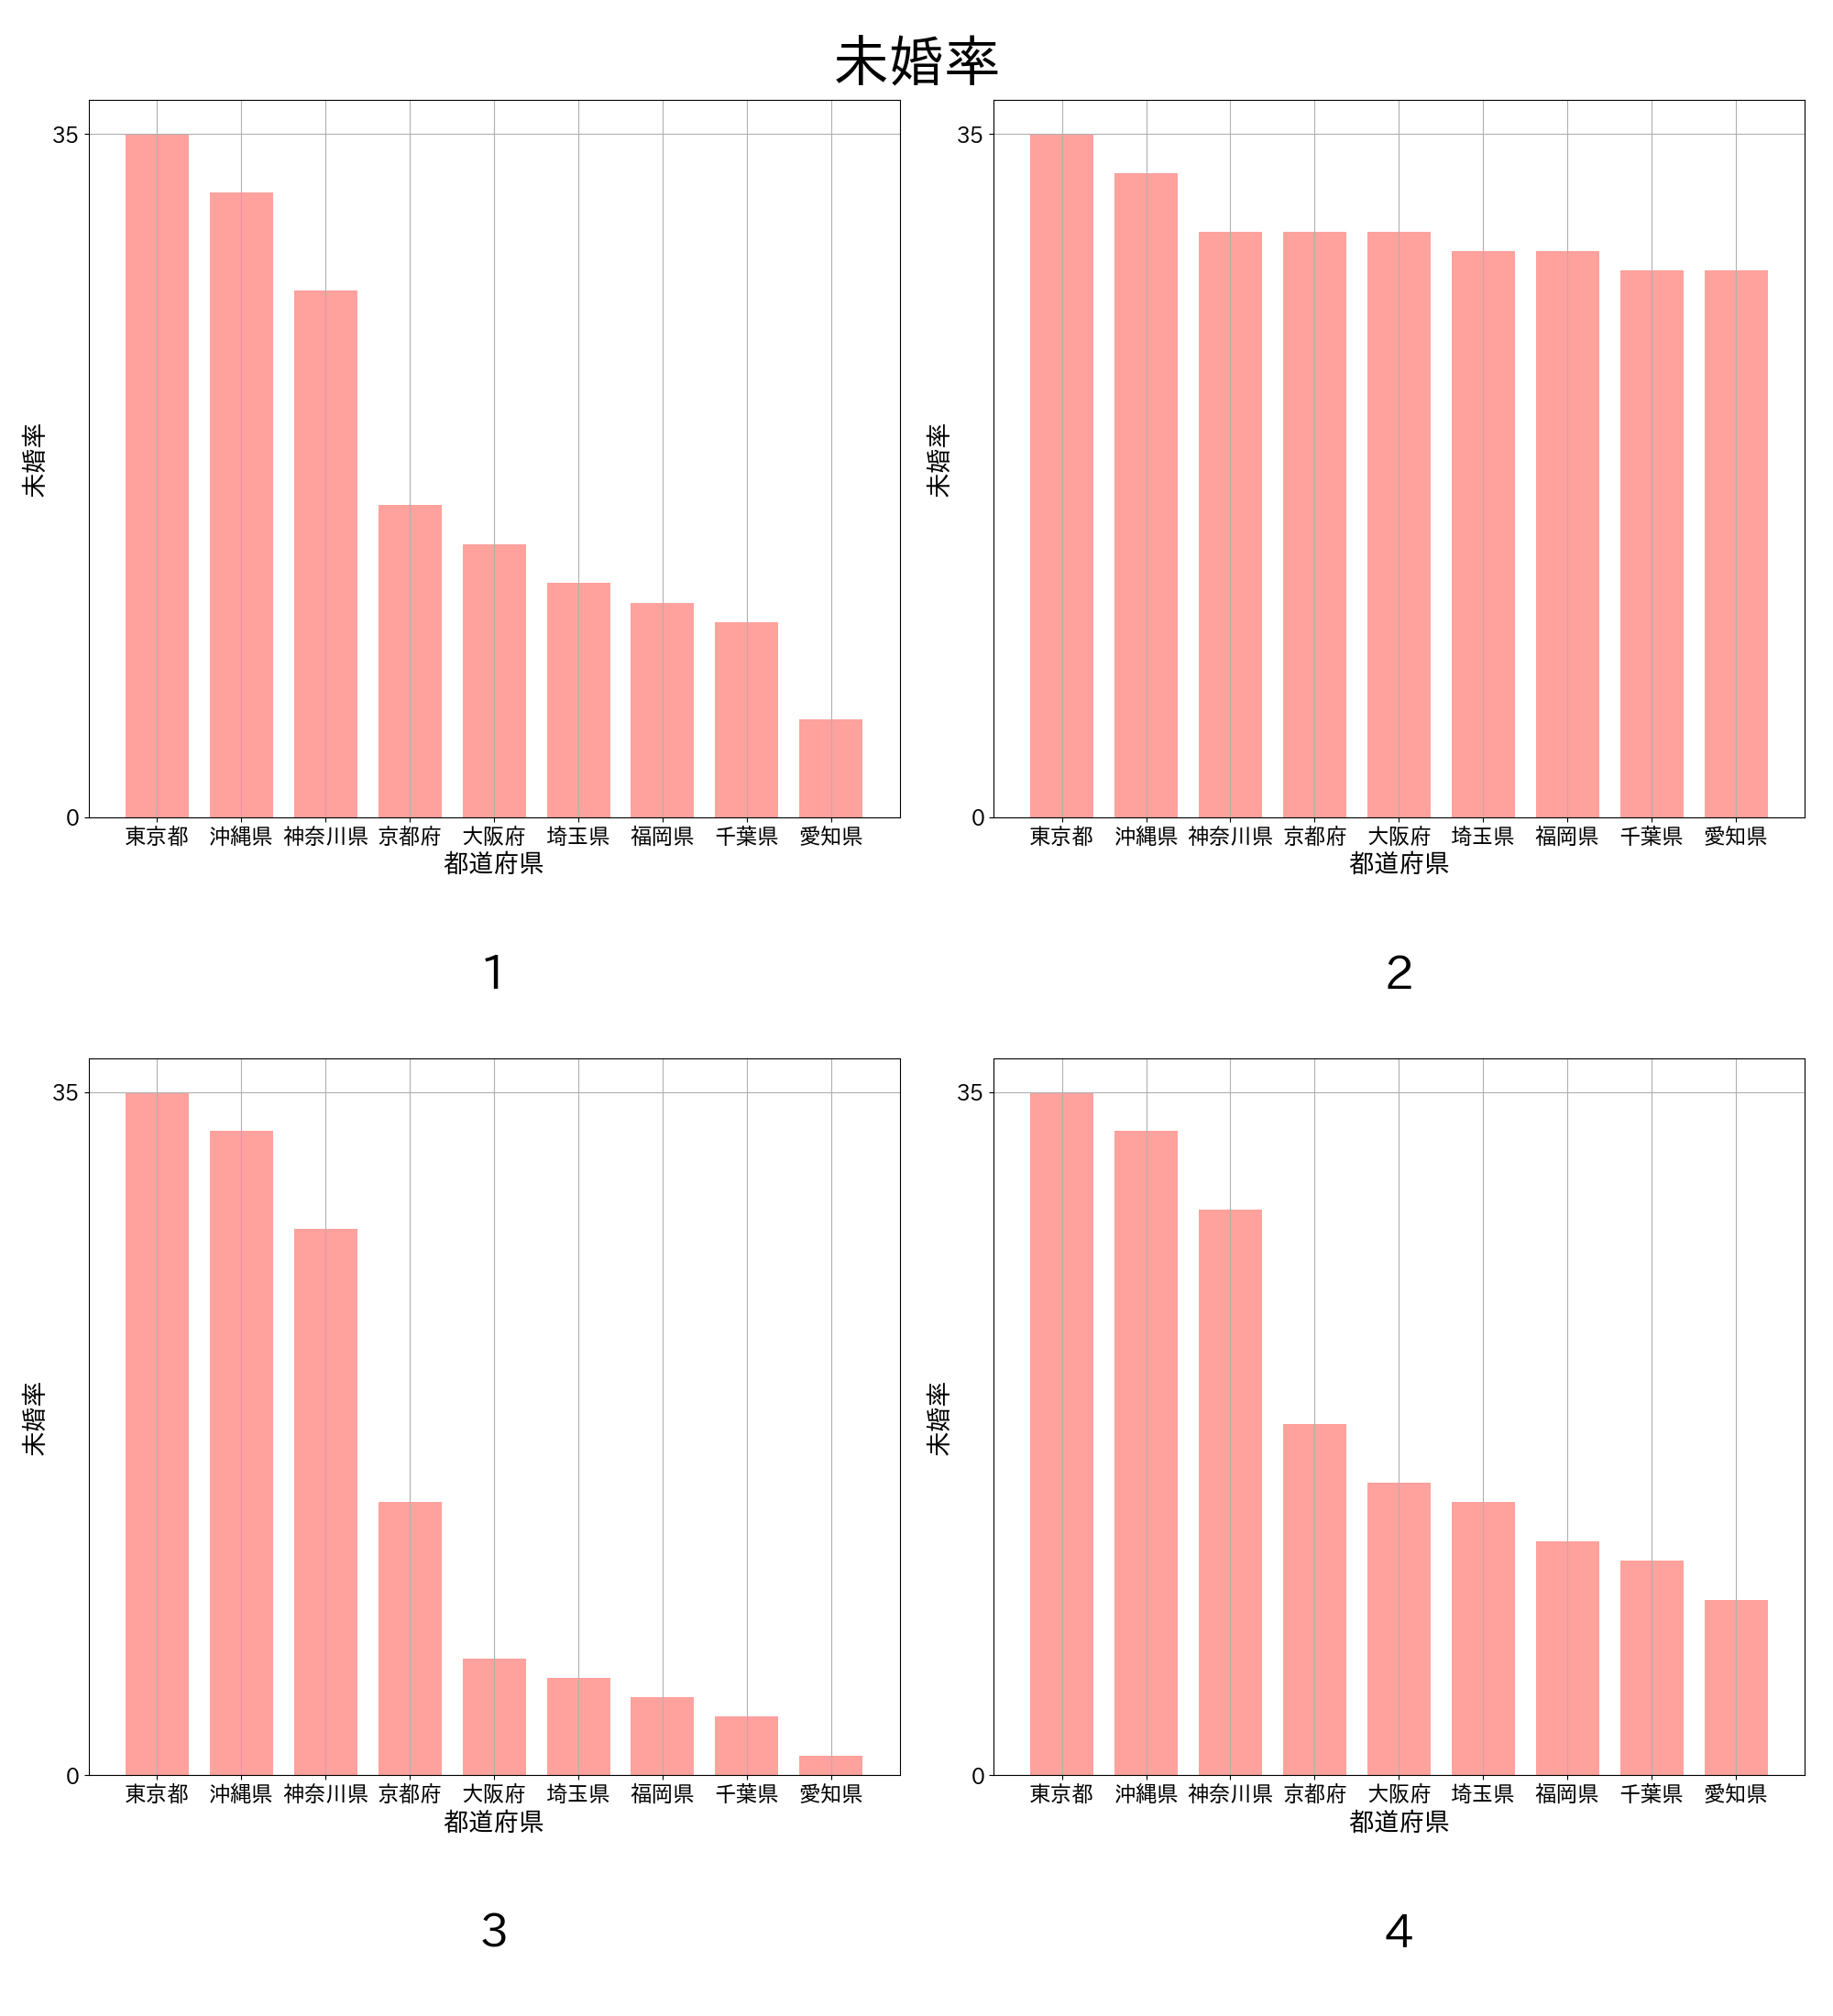 未婚率
35
0
未婚率
東京都 沖縄県 神奈川県 京都府 大阪府 埼玉県 福岡県 千葉県 愛知県
都道府県
1
35
0
未婚率
東京都 沖縄県 神奈川県 京都府 大阪府 埼玉県 福岡県 千葉県 愛知県
都道府県
2
35
0
未婚率
東京都 沖縄県 神奈川県 京都府 大阪府 埼玉県 福岡県 千葉県 愛知県
都道府県
3
35
0
未婚率
東京都 沖縄県 神奈川県 京都府 大阪府 埼玉県 福岡県 千葉県 愛知県
都道府県
4